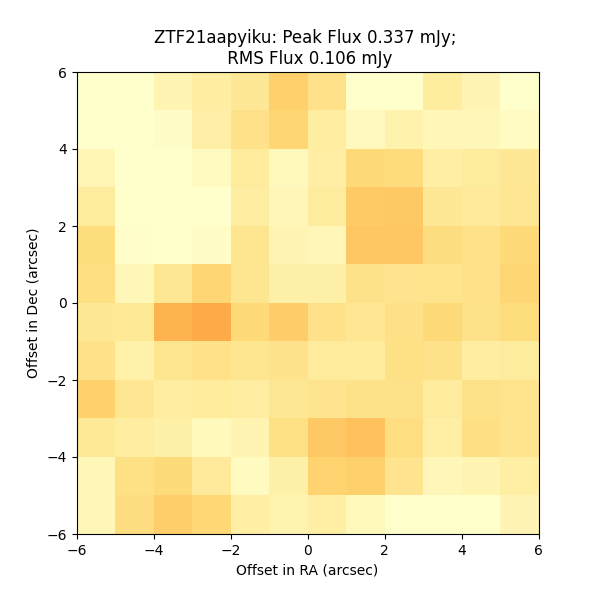 ZTF21aapyiku: Peak Flux 0.337 mJy;
RMS Flux 0.106 mJy
6
4
2
0
−2
−4
−6
Offset in Dec (arcsec)
−6 −4 −2 0 2 4 6
Offset in RA (arcsec)